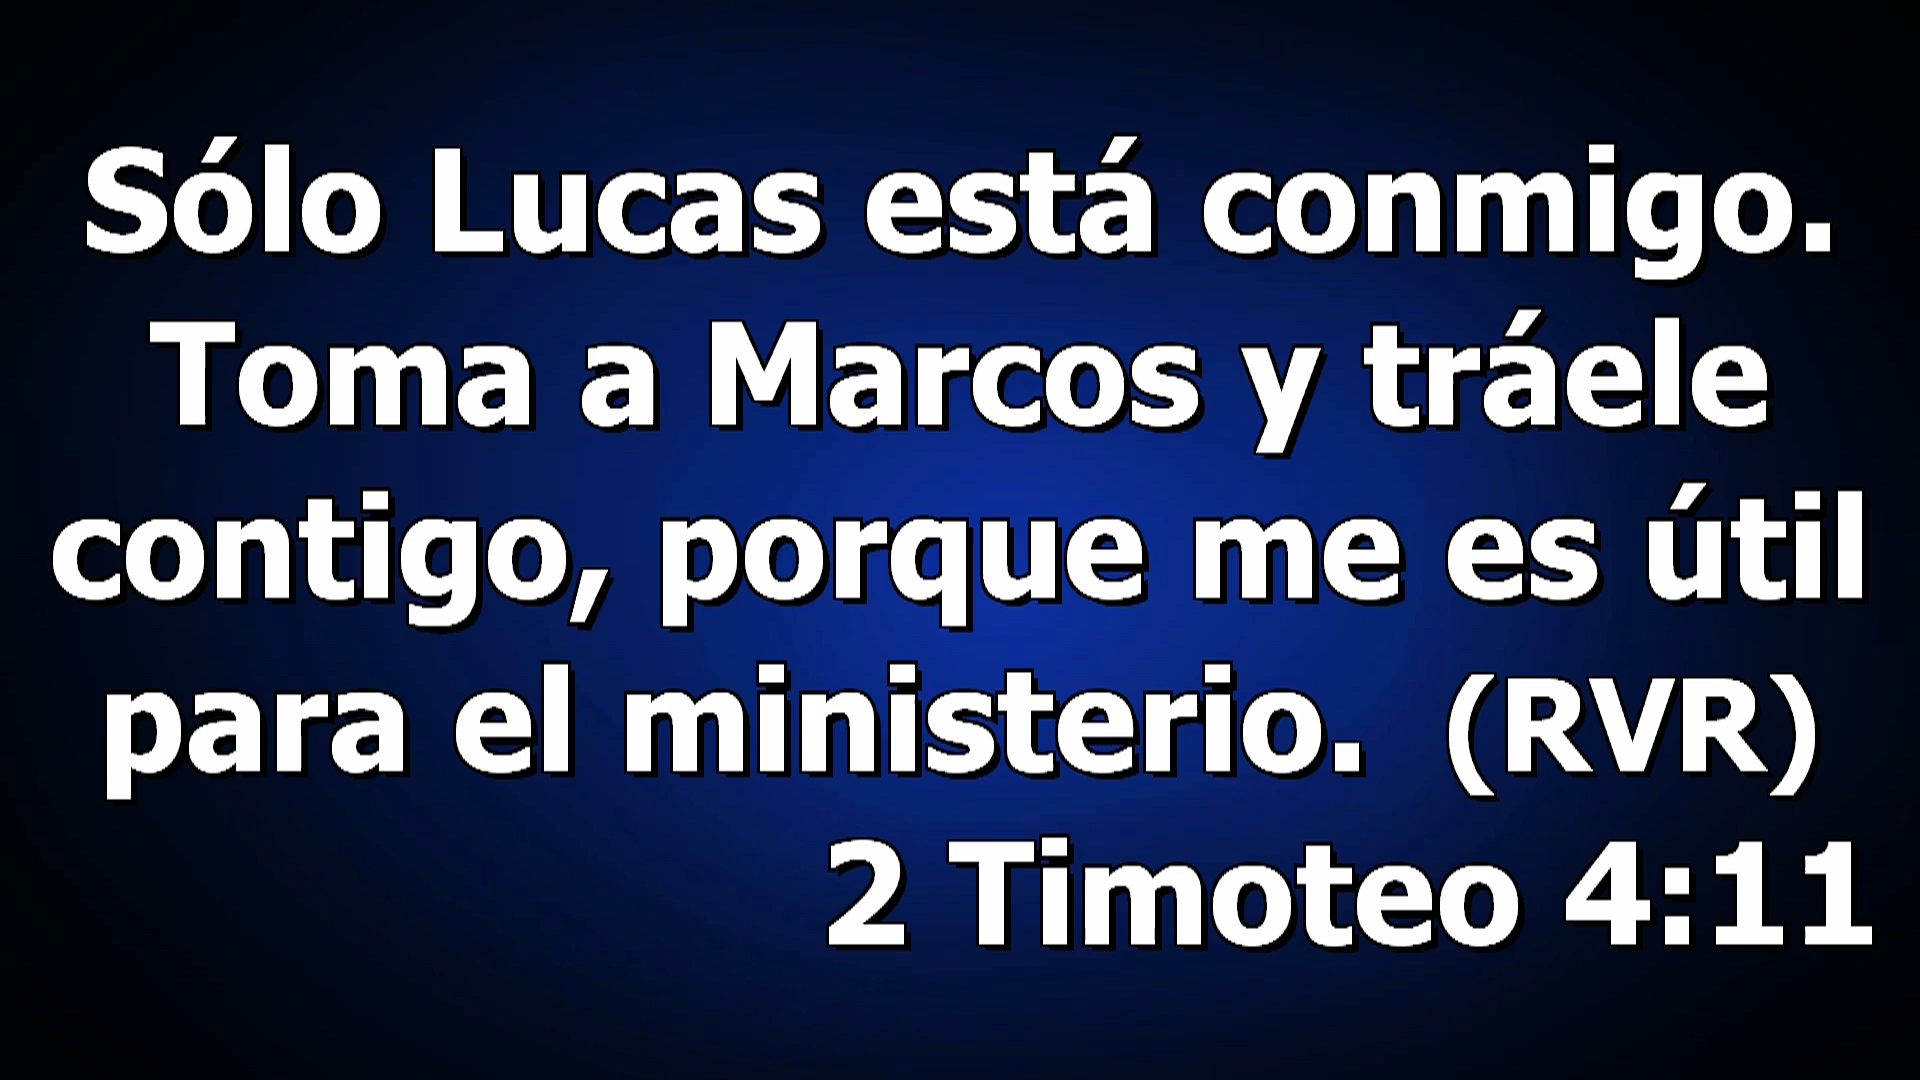 Sólo Lucas está conmigo.
Toma a Marcos y tráele
contigo, porque me es útil
para el ministerio.  (RVR)
2 Timoteo 4:11